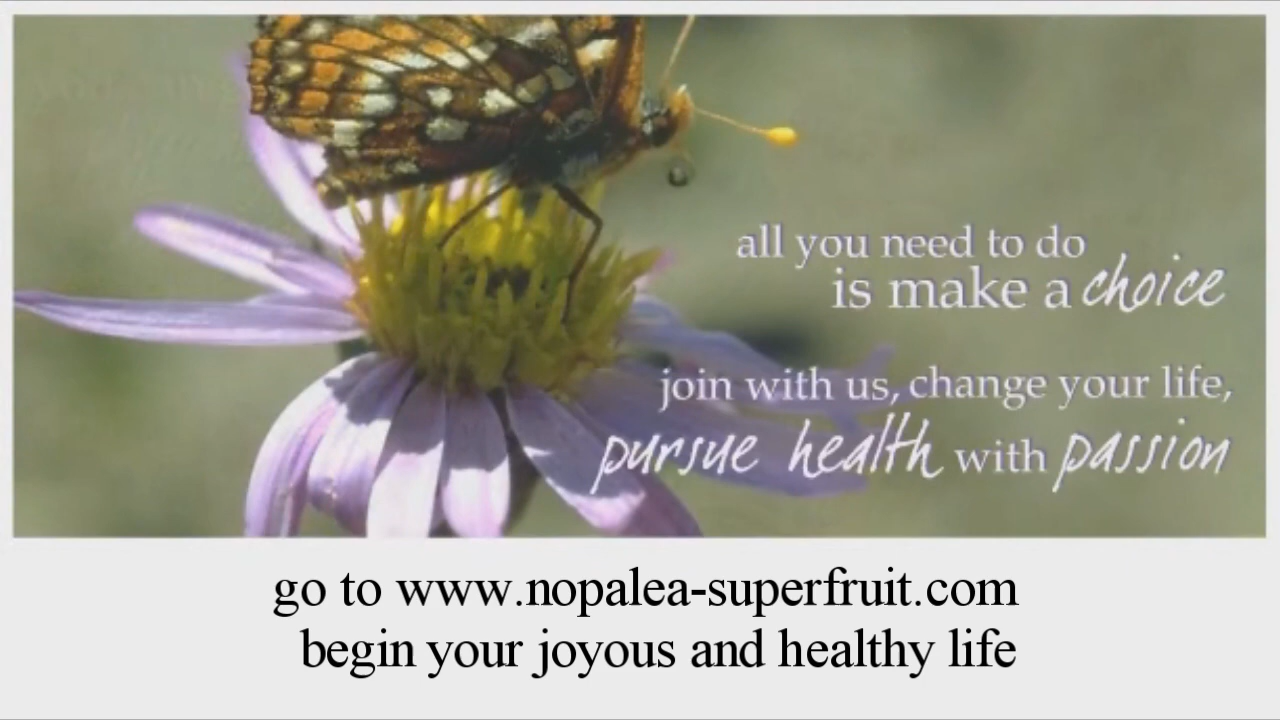 all you need to do
is make a choice
join with us, change your life,
pursue health with passion
go to www.nopalea-superfruit.com
begin your joyous and healthy life